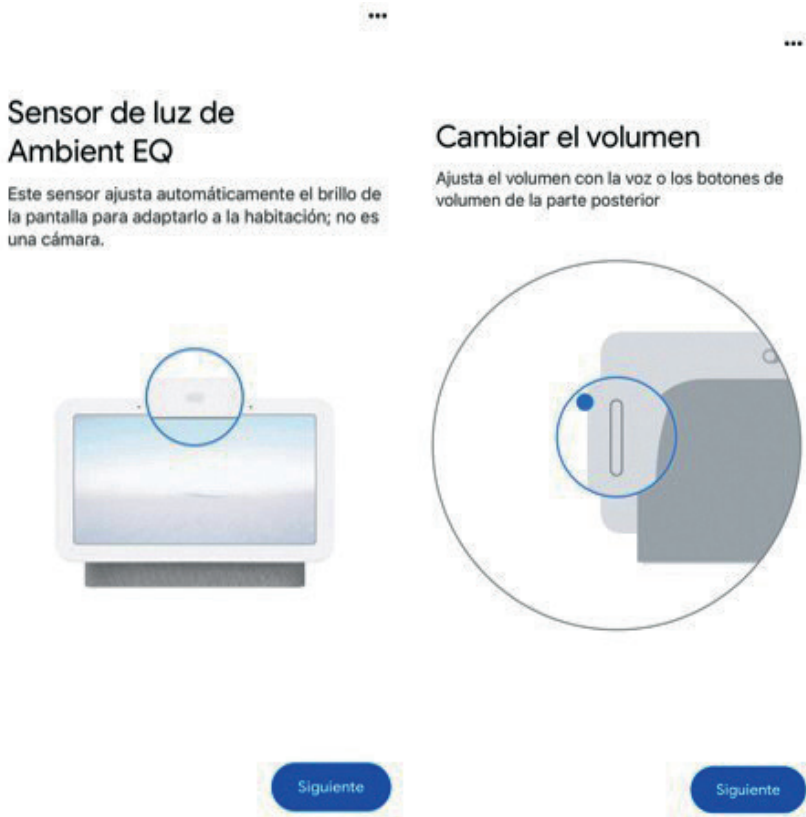 Sensor de luz de
Ambient EQ
Este sensor ajusta automáticamente el brillo de
la pantalla para adaptarlo a la habitación; no es
una cámara.
Siguiente
Cambiar el volumen
Ajusta el volumen con la voz o los botones de
volumen de la parte posterior
Siguiente